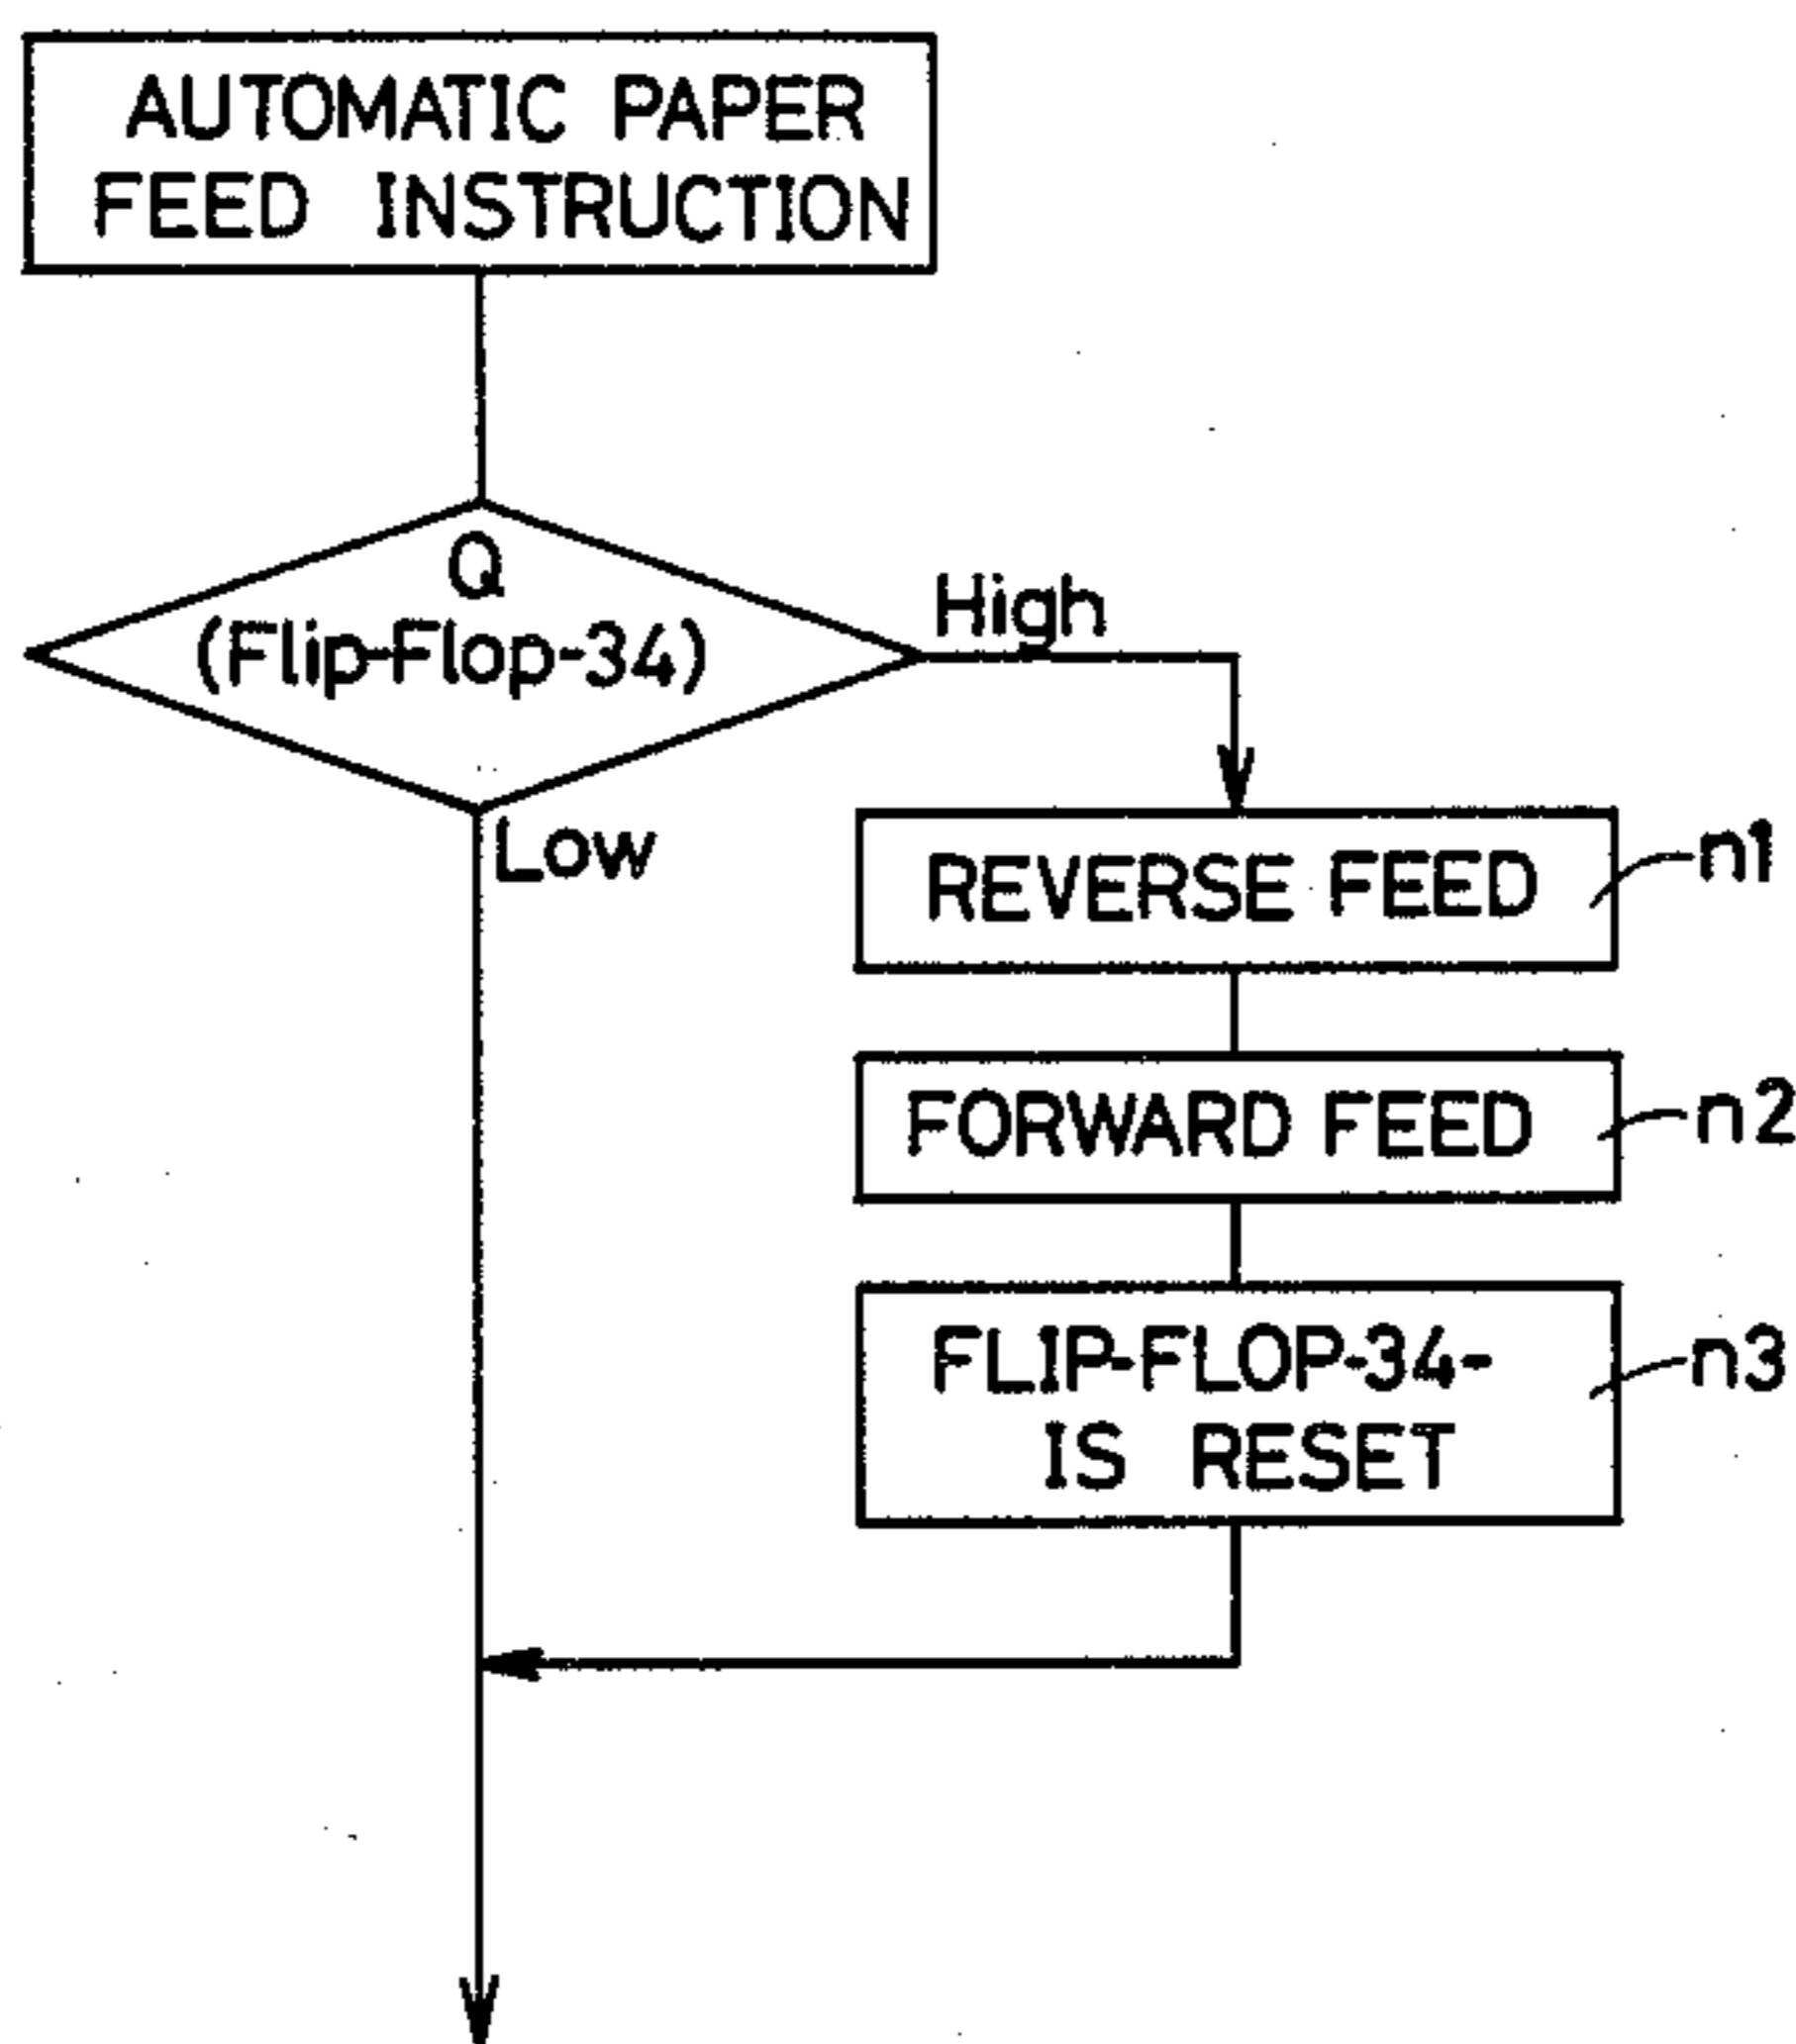 AUTOMATIC PAPER
FEED INSTRUCTION
Q
(Flip-Flop-34)
High
Low
REVERSE FEED
n1
FORWARD FEED
n2
FLIP-FLOP-34-
IS RESET
n3